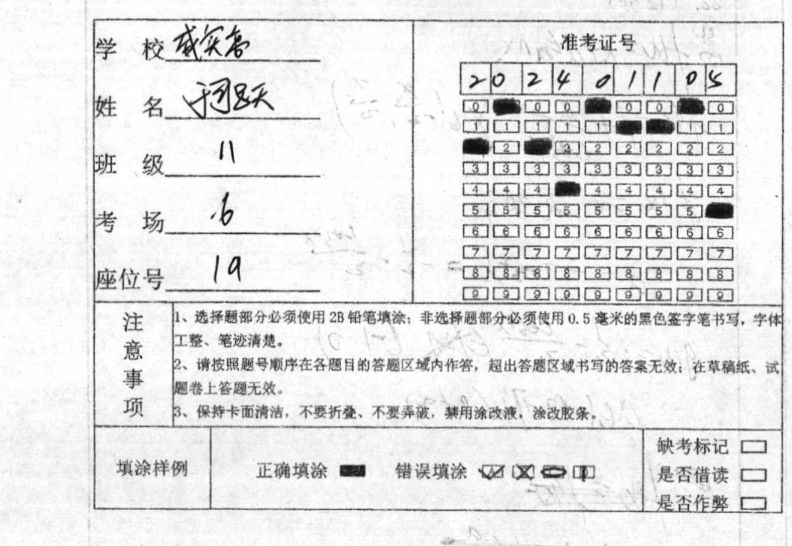 学 校 成实高
准考证号
2 0 2 4 0 1 1 0 5
姓 名
0 0 0 0 0 0
1 1 1 1 1 1 1
2 2 2 2 2 2 2
班 级 11
3 3 3 3 3 3 3 3 3
4 4 4 4 4 4 4 4
考 场 6
5 5 5 5 5 5 5 5
6 6 6 6 6 6 6 6 6
7 7 7 7 7 7 7 7 7
座位号 19
8 8 8 8 8 8 8 8 8
9 9 9 9 9 9 9 9 9
注意事项
1、选择题部分必须使用 2B 铅笔填涂；非选择题部分必须使用 0.5 毫米的黑色签字笔书写，字体
工整、笔迹清楚。
2、请按照题号顺序在各题目的答题区域内作答，超出答题区域书写的答案无效；在草稿纸、试
题卷上答题无效。
3、保持卡面清洁，不要折叠、不要弄破，禁用涂改液，涂改胶条。
填涂样例 正确填涂 错误填涂
缺考标记
是否借读
是否作弊